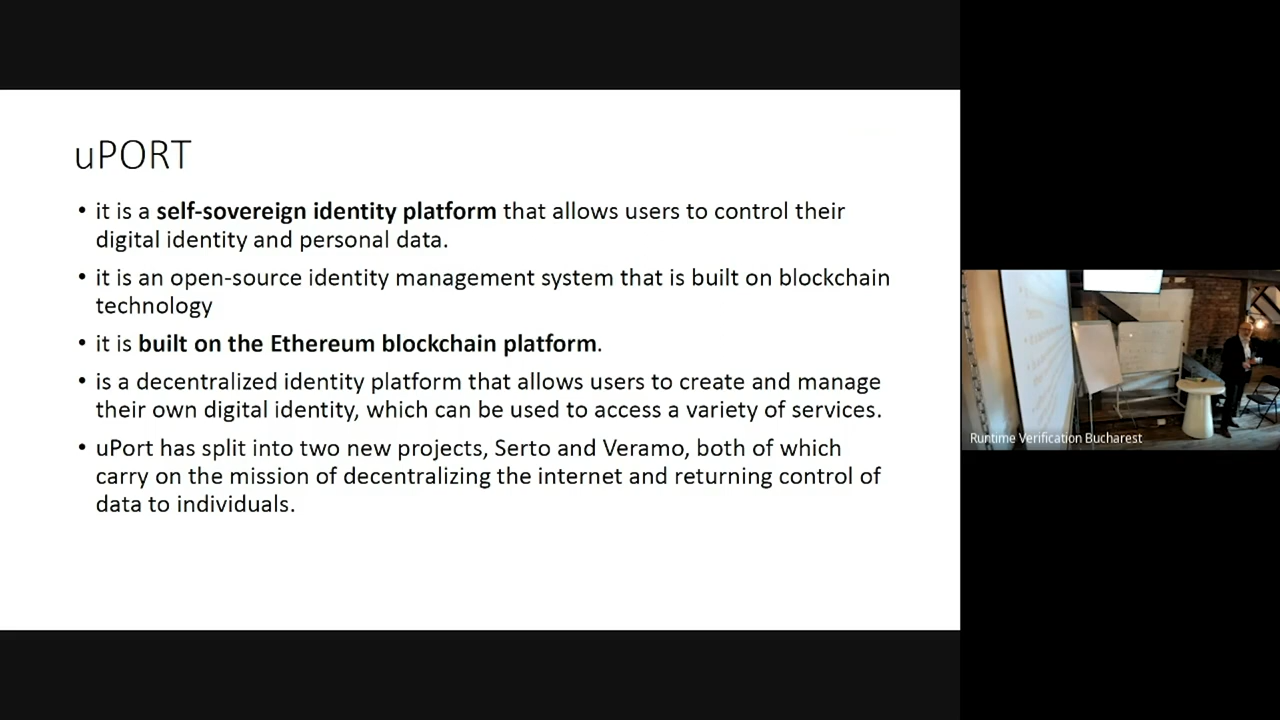 uPORT
• it is a self-sovereign identity platform that allows users to control their
digital identity and personal data.
• it is an open-source identity management system that is built on blockchain
technology
• it is built on the Ethereum blockchain platform.
• is a decentralized identity platform that allows users to create and manage
their own digital identity, which can be used to access a variety of services.
• uPort has split into two new projects, Serto and Veramo, both of which
carry on the mission of decentralizing the internet and returning control of
data to individuals.
Runtime Verification Bucharest